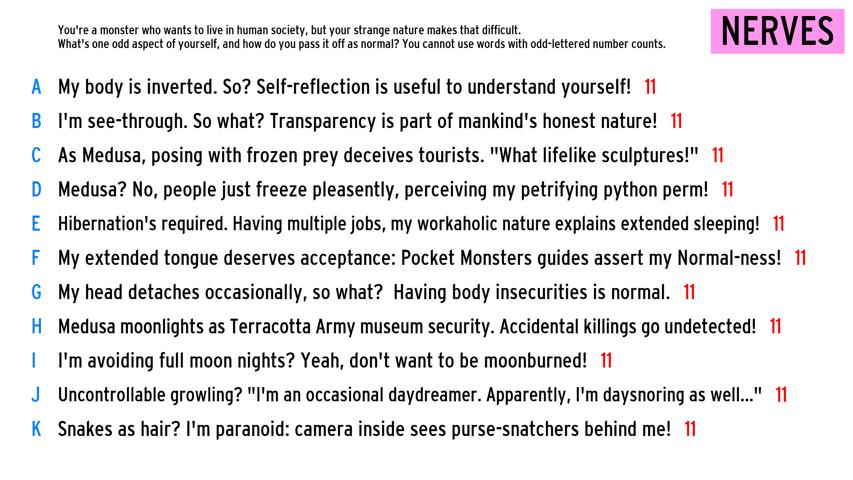 You're a monster who wants to live in human society, but your strange nature makes that difficult.
What's one odd aspect of yourself, and how do you pass it off as normal? You cannot use words with odd-lettered number counts.
NERVES
A My body is inverted. So? Self-reflection is useful to understand yourself! 11
B I'm see-through. So what? Transparency is part of mankind's honest nature! 11
C As Medusa, posing with frozen prey deceives tourists. "What lifelike sculptures!" 11
D Medusa? No, people just freeze pleasently, perceiving my petrifying python perm! 11
E Hibernation's required. Having multiple jobs, my workaholic nature explains extended sleeping! 11
F My extended tongue deserves acceptance: Pocket Monsters guides assert my Normal-ness! 11
G My head detaches occasionally, so what?  Having body insecurities is normal. 11
H Medusa moonlights as Terracotta Army museum security. Accidental killings go undetected! 11
I I'm avoiding full moon nights? Yeah, don't want to be moonburned! 11
J Uncontrollable growling? "I'm an occasional daydreamer. Apparently, I'm daysnoring as well..." 11
K Snakes as hair? I'm paranoid: camera inside sees purse-snatchers behind me! 11